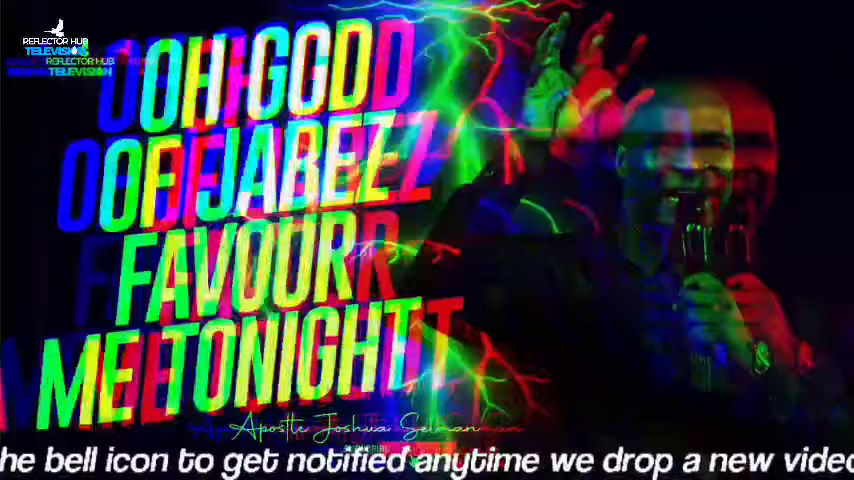 REFLECTOR HUB
TELEVISION
REFLECTOR HUB
TELEVISION
OH GOD
OF JABEZ
FAVOUR
ME TONIGHT
Apostle Joshua Selman
he bell icon to get notified anytime we drop a new video